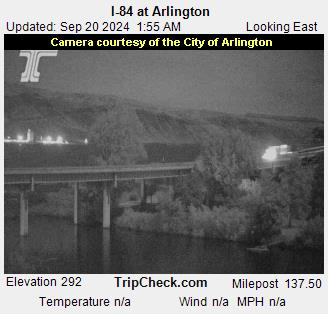 I-84 at Arlington
Updated: Sep 20 2024 1:55 AM Looking East
Camera courtesy of the City of Arlington
Elevation 292 TripCheck.com Milepost 137.50
Temperature n/a Wind n/a MPH n/a